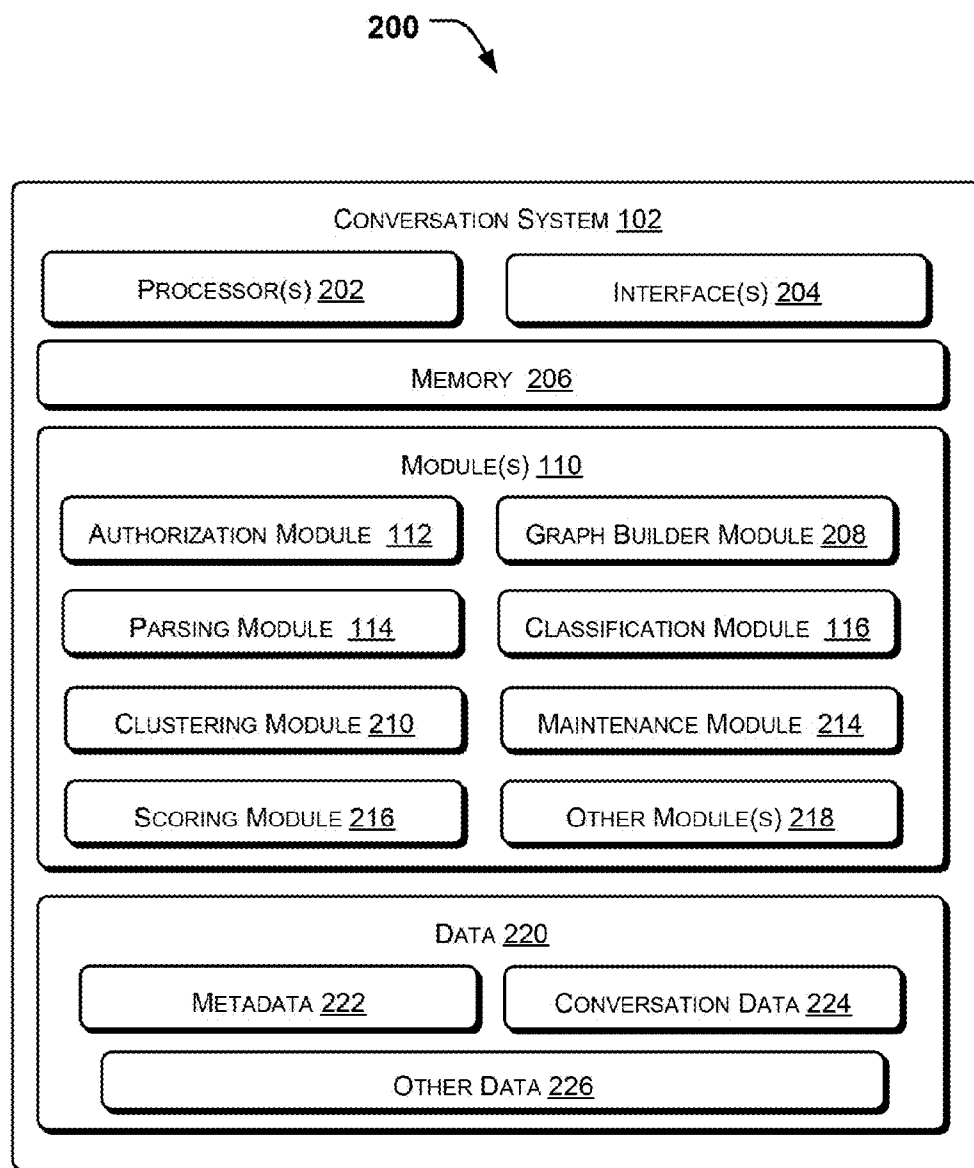 200
CONVERSATION SYSTEM 102
PROCESSOR(S) 202
INTERFACE(S) 204
MEMORY 206
MODULE(S) 110
AUTHORIZATION MODULE 112
GRAPH BUILDER MODULE 208
PARSING MODULE 114
CLASSIFICATION MODULE 116
CLUSTERING MODULE 210
MAINTENANCE MODULE 214
SCORING MODULE 216
OTHER MODULE(S) 218
DATA 220
METADATA 222
CONVERSATION DATA 224
OTHER DATA 226